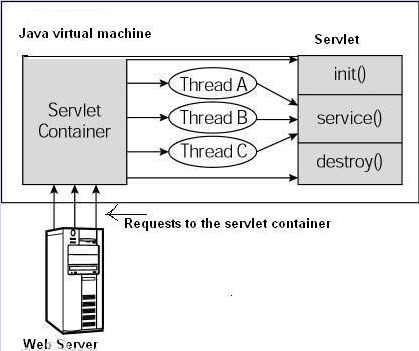 Java virtual machine
Servlet
Servlet
Container
Thread A
Thread B
Thread C
init()
service()
destroy()
Requests to the servlet container
Web Server